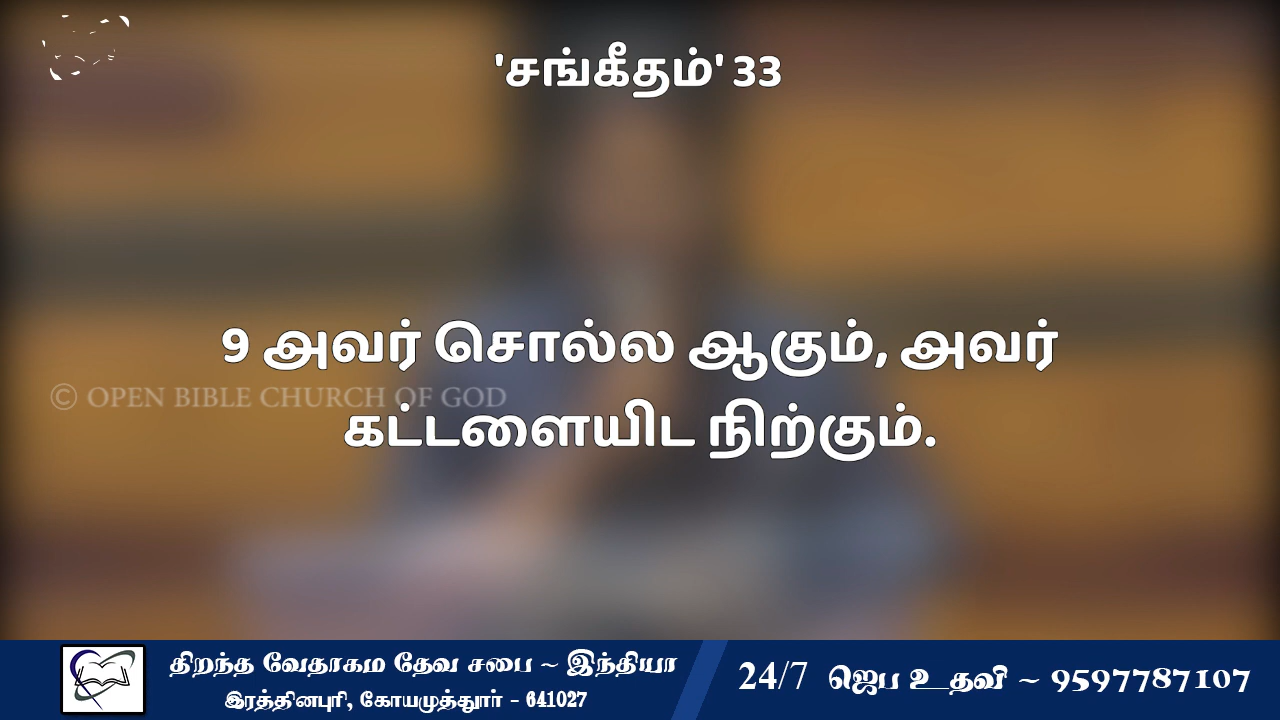 'சங்கீதம்' 33
9 அவர் சொல்ல ஆகும், அவர்
© OPEN BIBLE CHURCH OF GOD
கட்டளையிட நிற்கும்.
திறந்த வேதாகம தேவ சபை ~ இந்தியா
இரத்தினபுரி, கோயமுத்தூர் - 641027
24/7 ஜெப உதவி ~ 9597787107